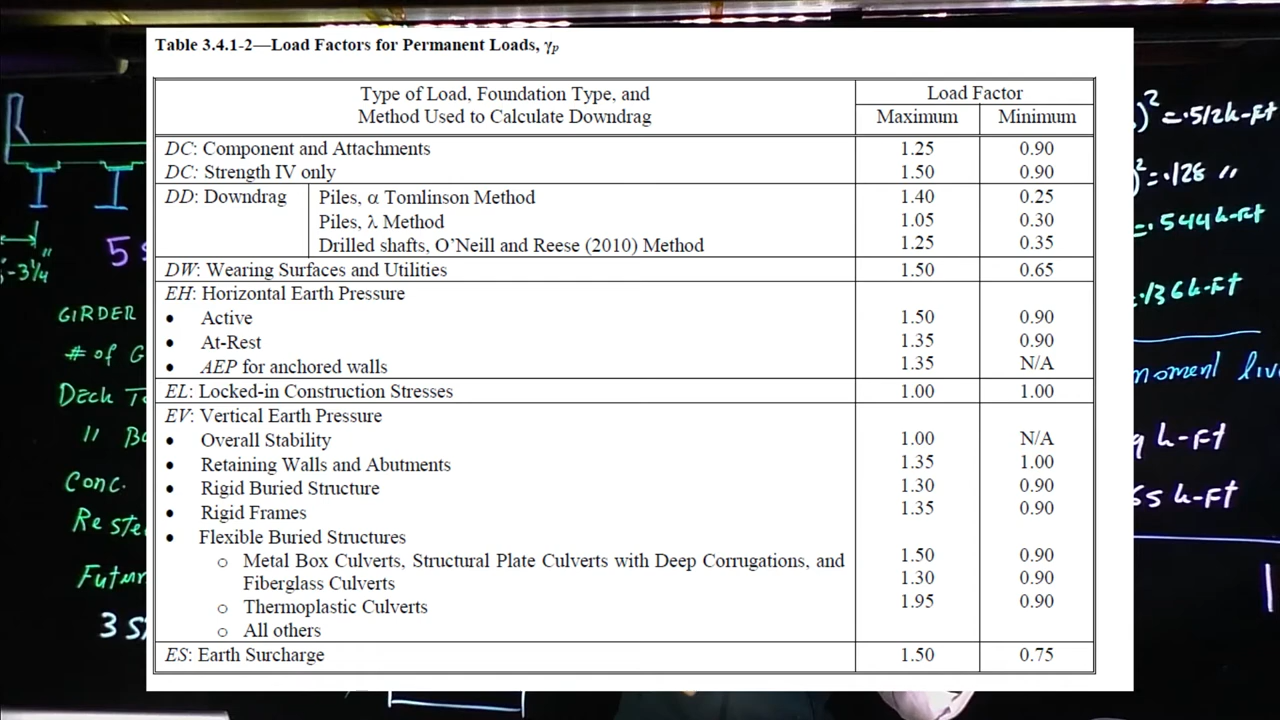 Table 3.4.1-2—Load Factors for Permanent Loads, γp
Type of Load, Foundation Type, and
Method Used to Calculate Downdrag
Load Factor
Maximum Minimum
DC: Component and Attachments 1.25 0.90
DC: Strength IV only 1.50 0.90
DD: Downdrag Piles, α Tomlinson Method 1.40 0.25
Piles, λ Method 1.05 0.30
Drilled shafts, O'Neill and Reese (2010) Method 1.25 0.35
DW: Wearing Surfaces and Utilities 1.50 0.65
EH: Horizontal Earth Pressure
• Active 1.50 0.90
• At-Rest 1.35 0.90
• AEP for anchored walls 1.35 N/A
EL: Locked-in Construction Stresses 1.00 1.00
EV: Vertical Earth Pressure
• Overall Stability 1.00 N/A
• Retaining Walls and Abutments 1.35 1.00
• Rigid Buried Structure 1.30 0.90
• Rigid Frames 1.35 0.90
• Flexible Buried Structures
o Metal Box Culverts, Structural Plate Culverts with Deep Corrugations, and 1.50 0.90
Fiberglass Culverts 1.30 0.90
o Thermoplastic Culverts 1.95 0.90
o All others
ES: Earth Surcharge 1.50 0.75
-3 1/4"
5
GIRDER
# of G
Deck
" B
Conc.
Re Ste
Futur
3 S
)² = .512k-Ft
)² = .128 "
= .544k-Ft
= .136k-Ft
moment liv
k-Ft
65 k-Ft